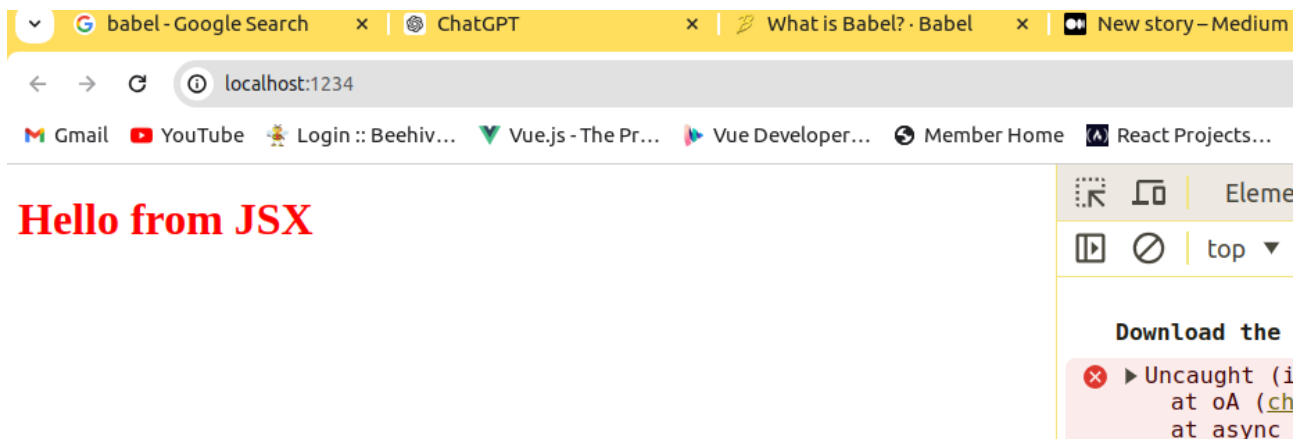 babel - Google Search ChatGPT What is Babel? · Babel New story – Medium
localhost:1234
Gmail YouTube Login :: Beehiv... Vue.js - The Pr... Vue Developer... Member Home React Projects...
Hello from JSX
Eleme
top
Download the
Uncaught (i
at oA (ch
at async